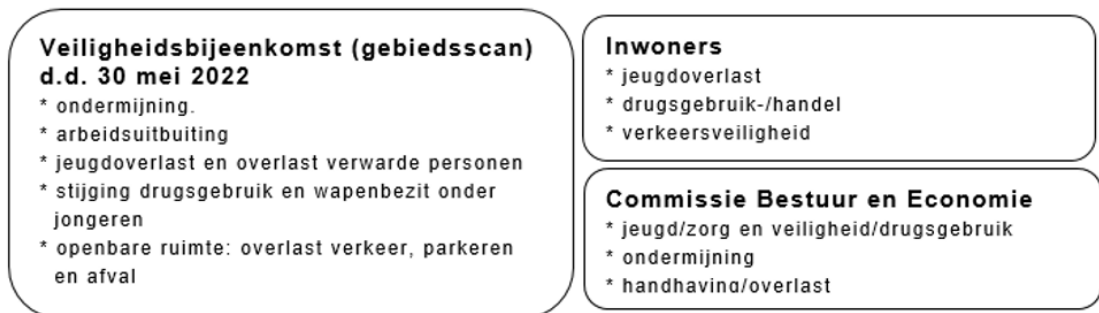 Veiligheidsbijeenkomst (gebiedsscan)
d.d. 30 mei 2022
* ondermijning.
* arbeidsuitbuiting
* jeugdoverlast en overlast verwarde personen
* stijging drugsgebruik en wapenbezit onder
jongeren
* openbare ruimte: overlast verkeer, parkeren
en afval
Inwoners
* jeugdoverlast
* drugsgebruik-/handel
* verkeersveiligheid
Commissie Bestuur en Economie
* jeugd/zorg en veiligheid/drugsgebruik
* ondermijning
* handhaving/overlast